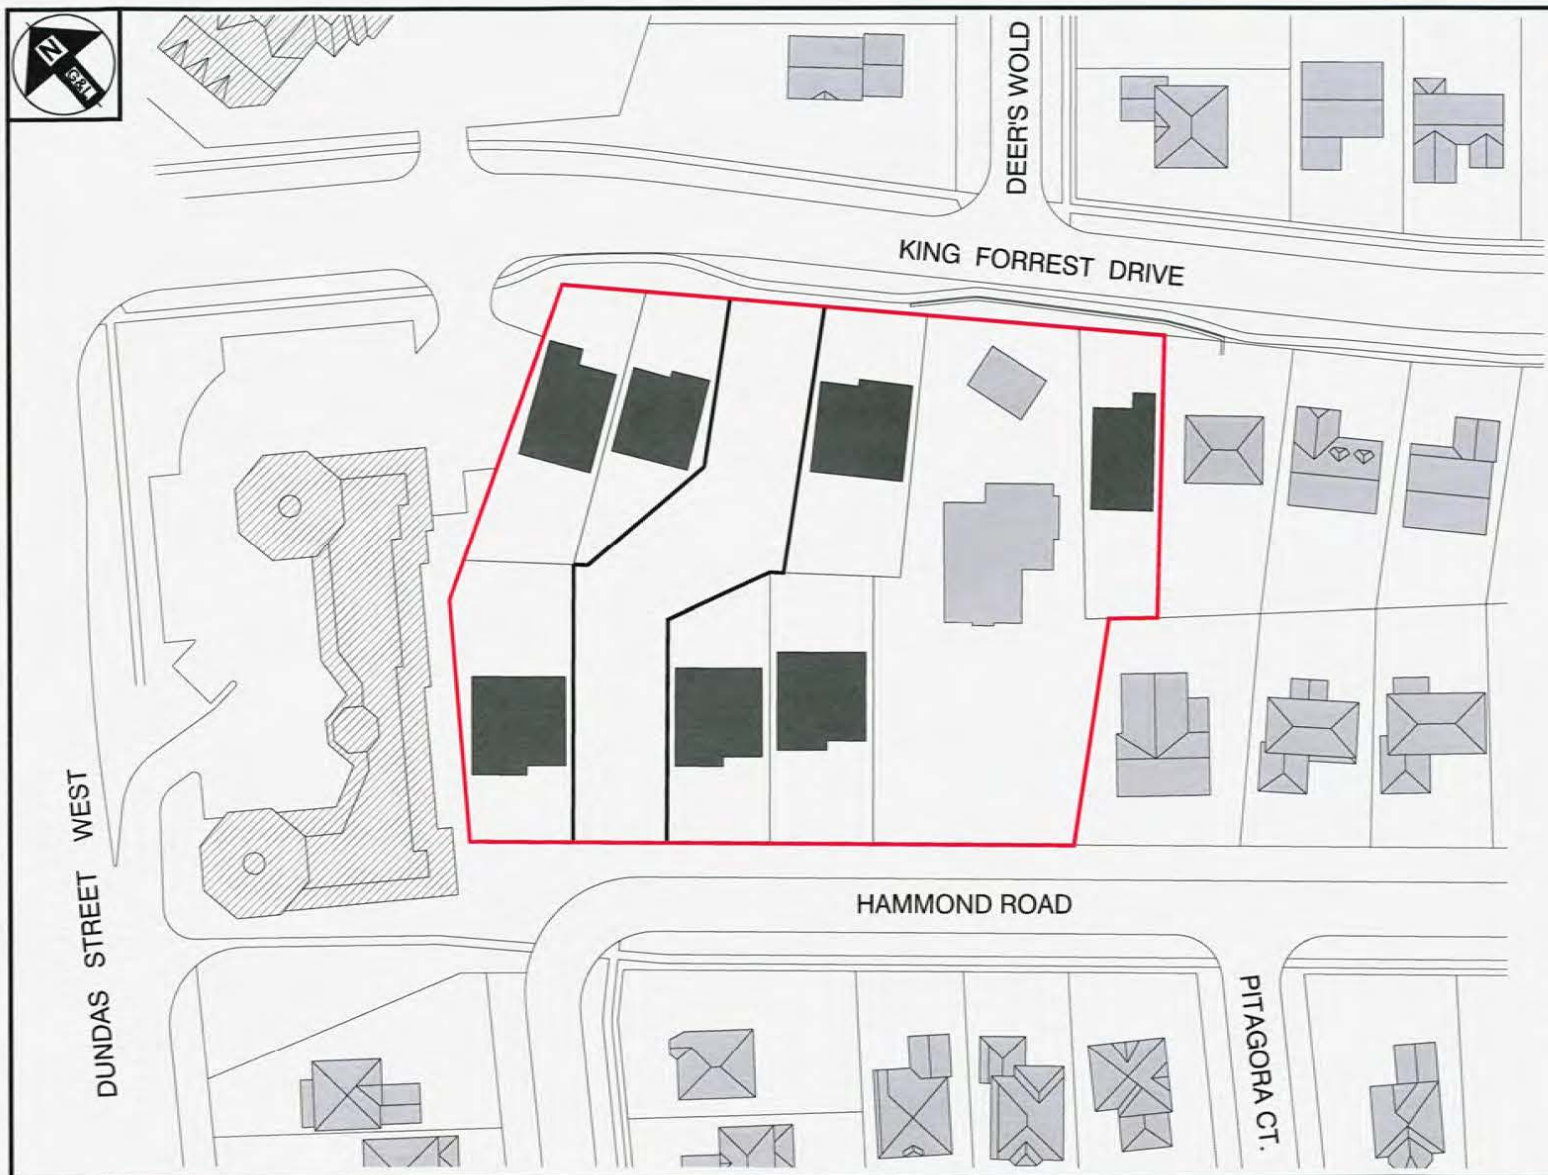 N
G&L
DEER'S WOLD
KING FORREST DRIVE
DUNDAS STREET WEST
HAMMOND ROAD
PITAGORA CT.